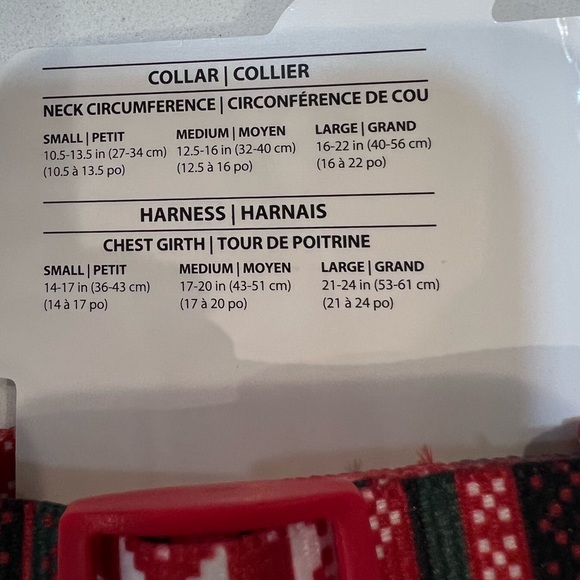 COLLAR | COLLIER
NECK CIRCUMFERENCE | CIRCONFÉRENCE DE COU
SMALL | PETIT MEDIUM | MOYEN LARGE | GRAND
10.5-13.5 in (27-34 cm) 12.5-16 in (32-40 cm) 16-22 in (40-56 cm)
(10.5 à 13.5 po) (12.5 à 16 po) (16 à 22 po)
HARNESS | HARNAIS
CHEST GIRTH | TOUR DE POITRINE
SMALL | PETIT MEDIUM | MOYEN LARGE | GRAND
14-17 in (36-43 cm) 17-20 in (43-51 cm) 21-24 in (53-61 cm)
(14 à 17 po) (17 à 20 po) (21 à 24 po)